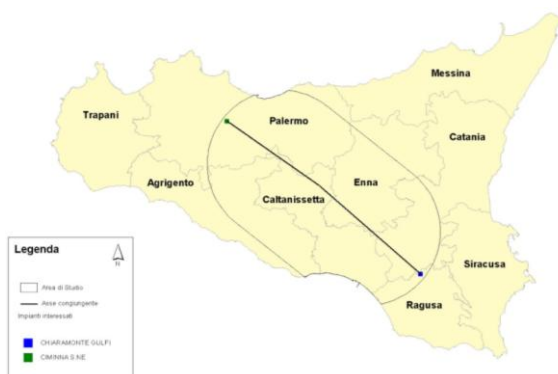 Messina
Trapani
Palermo
Catania
Agrigento
Enna
Caltanissetta
Siracusa
Ragusa
Legenda
N
Area di Studio
Asse congiungente
Impianti interessati
CHIARAMONTE GULFI
CIMINNA S.NE